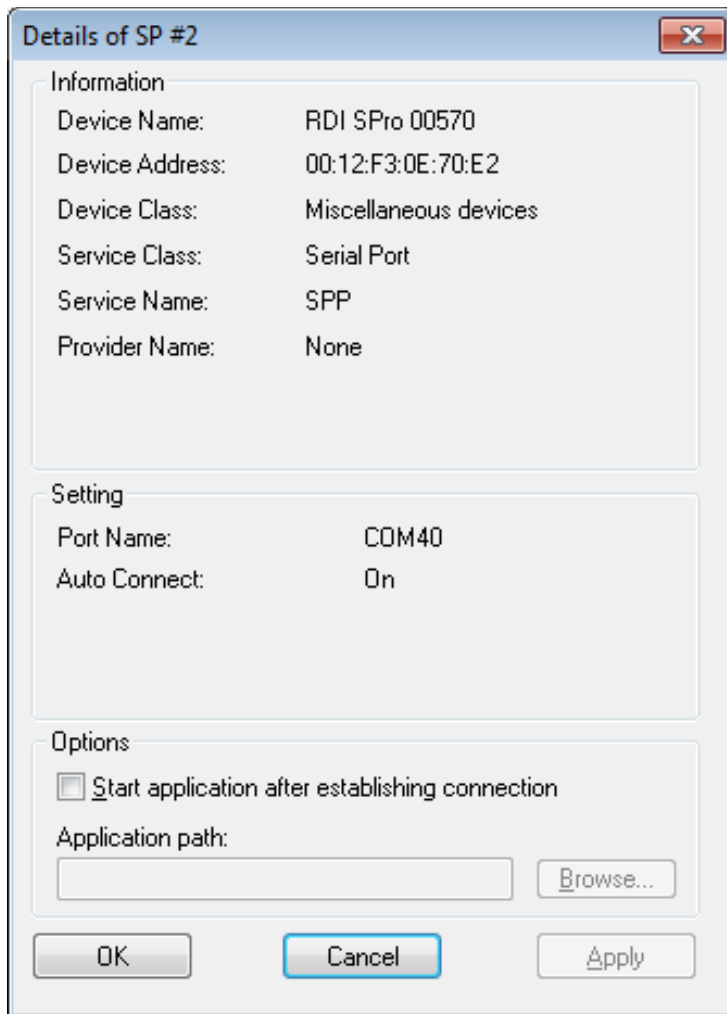 Details of SP #2
Information
Device Name: RDI SPro 00570
Device Address: 00:12:F3:0E:70:E2
Device Class: Miscellaneous devices
Service Class: Serial Port
Service Name: SPP
Provider Name: None
Setting
Port Name: COM40
Auto Connect: On
Options
Start application after establishing connection
Application path:
Browse...
OK Cancel Apply